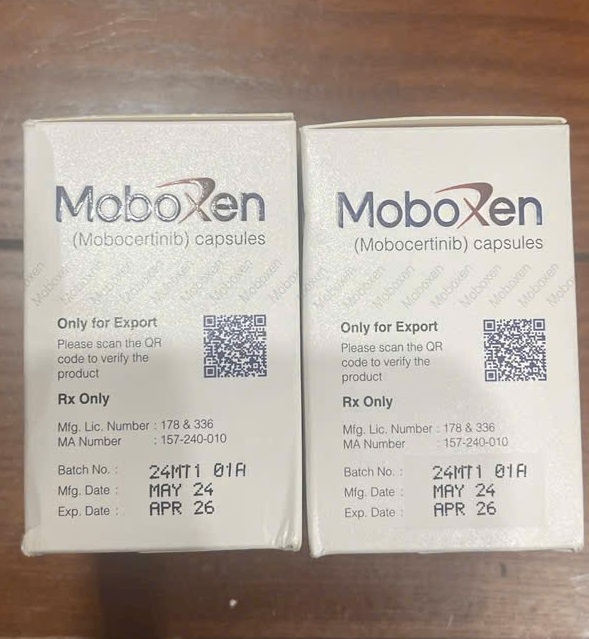 Moboxen
(Mobocertinib) capsules
Only for Export
Please scan the QR
code to verify the
product
Rx Only
Mfg. Lic. Number : 178 & 336
MA Number : 157-240-010
Batch No. : 24MT1 01A
Mfg. Date : MAY 24
Exp. Date : APR 26
Moboxen
(Mobocertinib) capsules
Moboxen Moboxen Moboxen Moboxen
Only for Export
Please scan the QR
code to verify the
product
Rx Only
Mfg. Lic. Number : 178 & 336
MA Number : 157-240-010
Batch No. : 24MT1 01A
Mfg. Date : MAY 24
Exp. Date : APR 26